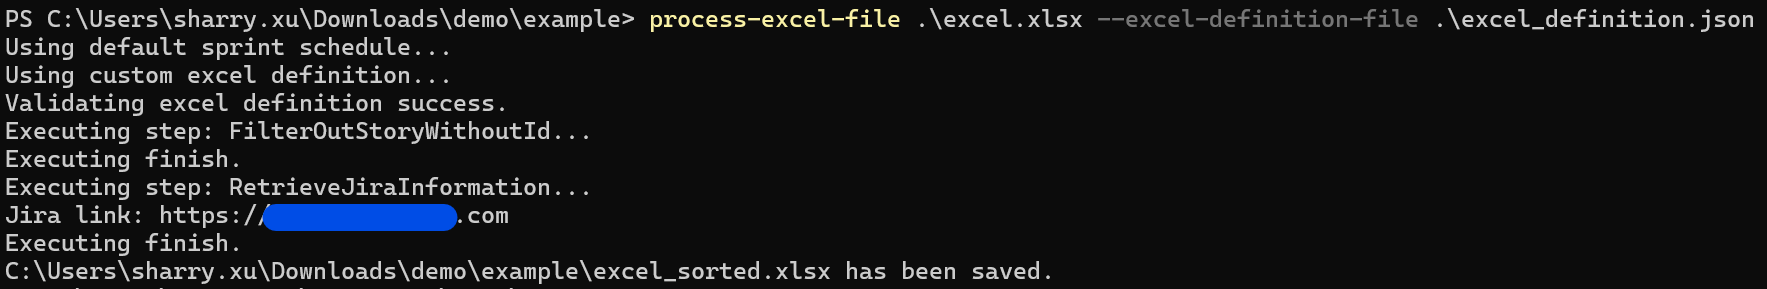 PS C:\Users\sharry.xu\Downloads\demo\example> process-excel-file .\excel.xlsx --excel-definition-file .\excel_definition.json
Using default sprint schedule...
Using custom excel definition...
Validating excel definition success.
Executing step: FilterOutStoryWithoutId...
Executing finish.
Executing step: RetrieveJiraInformation...
Jira link: https://.com
Executing finish.
C:\Users\sharry.xu\Downloads\demo\example\excel_sorted.xlsx has been saved.